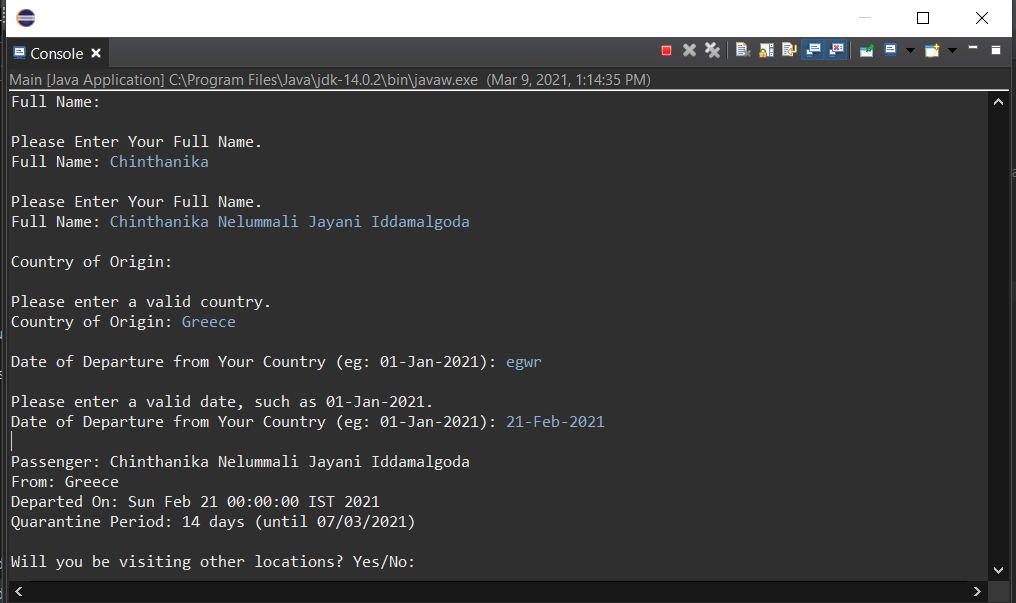 Console
Main [Java Application] C:\Program Files\Java\jdk-14.0.2\bin\javaw.exe (Mar 9, 2021, 1:14:35 PM)
Full Name:
Please Enter Your Full Name.
Full Name: Chinthanika
Please Enter Your Full Name.
Full Name: Chinthanika Nelummali Jayani Iddamalgoda
Country of Origin:
Please enter a valid country.
Country of Origin: Greece
Date of Departure from Your Country (eg: 01-Jan-2021): egwr
Please enter a valid date, such as 01-Jan-2021.
Date of Departure from Your Country (eg: 01-Jan-2021): 21-Feb-2021
Passenger: Chinthanika Nelummali Jayani Iddamalgoda
From: Greece
Departed On: Sun Feb 21 00:00:00 IST 2021
Quarantine Period: 14 days (until 07/03/2021)
Will you be visiting other locations? Yes/No: